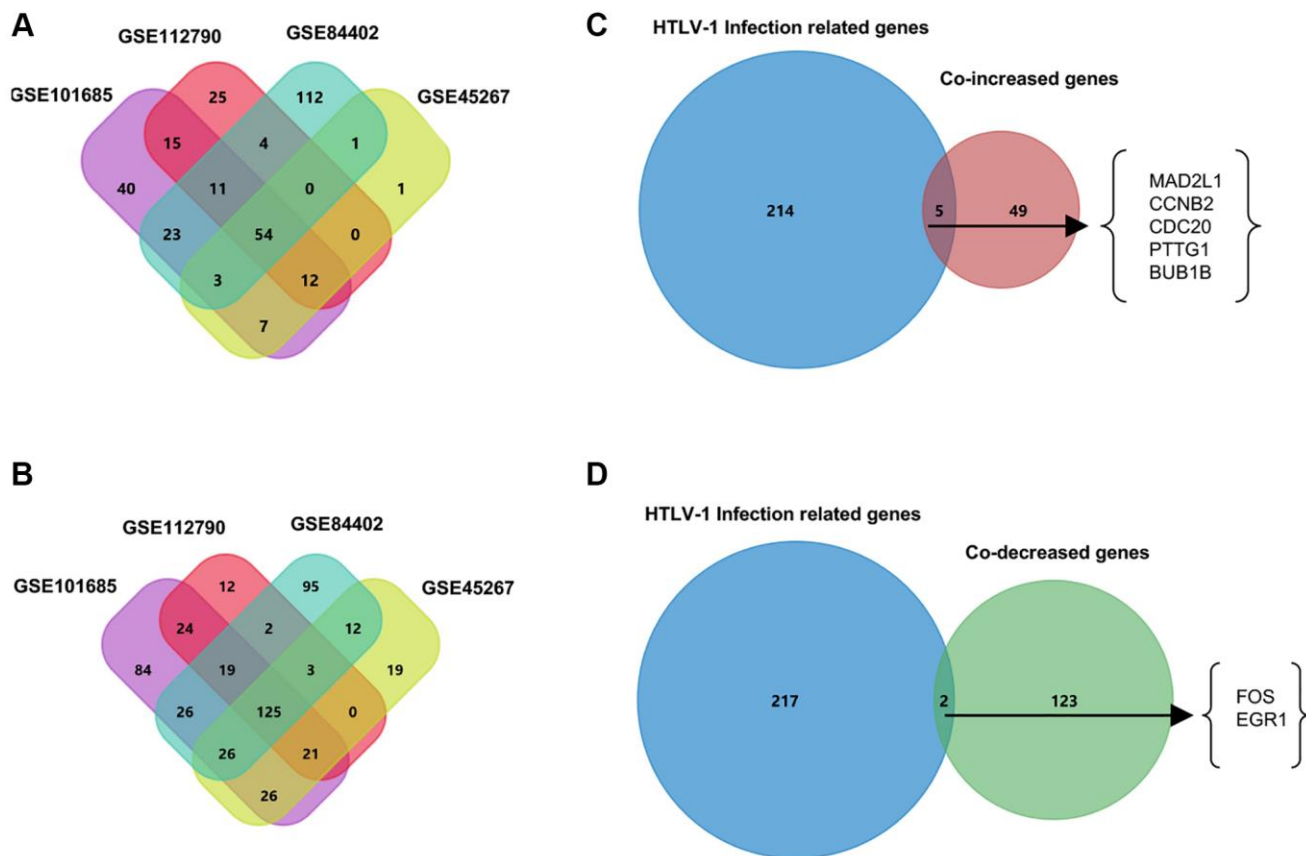 A
GSE112790
GSE84402
GSE101685
GSE45267
25
112
15
4
1
40
11
0
1
23
54
0
3
12
7
C
HTLV-1 Infection related genes
Co-increased genes
214
5
49
MAD2L1
CCNB2
CDC20
PTTG1
BUB1B
B
GSE112790
GSE84402
GSE101685
GSE45267
12
95
24
2
12
84
19
3
19
26
125
0
26
21
26
D
HTLV-1 Infection related genes
Co-decreased genes
217
2
123
FOS
EGR1